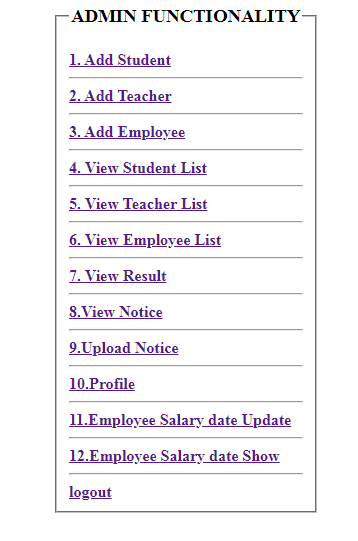 ADMIN FUNCTIONALITY
1. Add Student
2. Add Teacher
3. Add Employee
4. View Student List
5. View Teacher List
6. View Employee List
7. View Result
8.View Notice
9.Upload Notice
10.Profile
11.Employee Salary date Update
12.Employee Salary date Show
logout